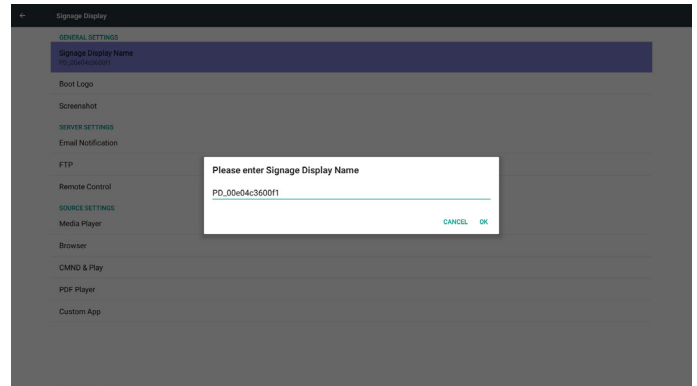 Signage Display
GENERAL SETTINGS
Signage Display Name
PD_00e04c3600f1
Boot Logo
Screenshot
SERVER SETTINGS
Email Notification
FTP
Remote Control
SOURCE SETTINGS
Media Player
Browser
CMND & Play
PDF Player
Custom App
Please enter Signage Display Name
PD_00e04c3600f1
CANCEL OK